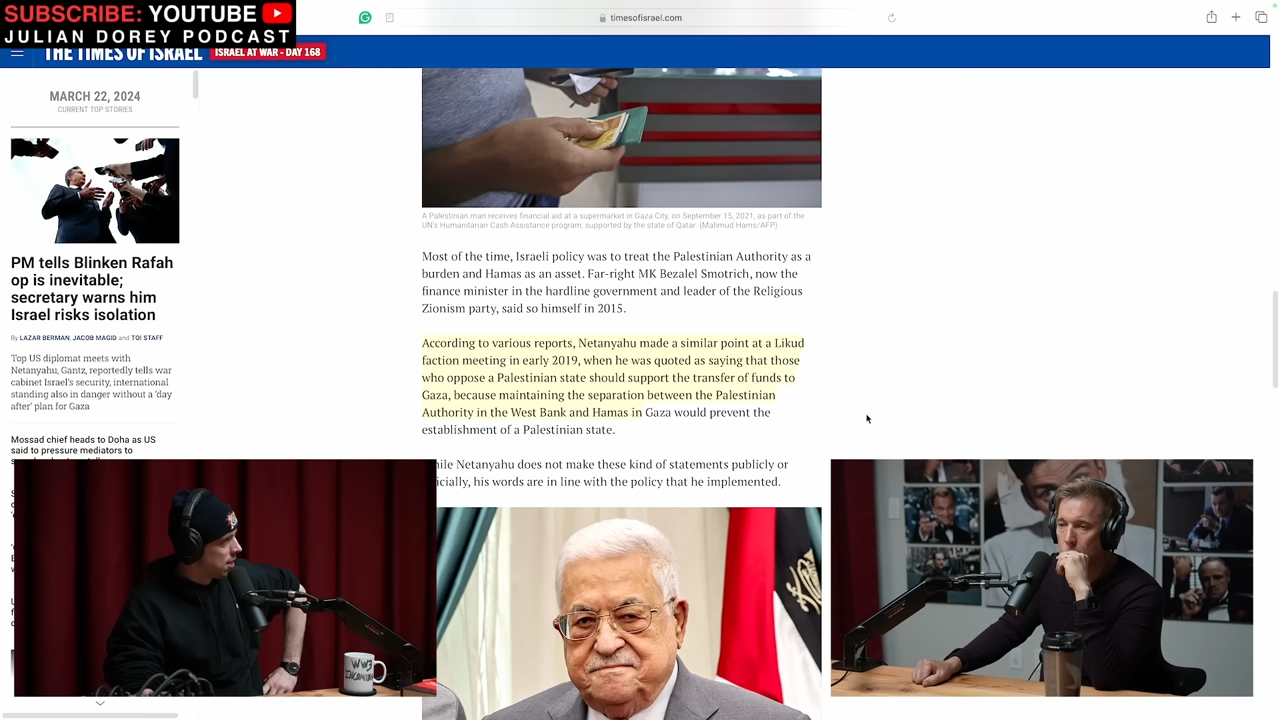 SUBSCRIBE: YOUTUBE
JULIAN DOREY PODCAST
timesofisrael.com
THE TIMES OF ISRAEL
ISRAEL AT WAR - DAY 168
MARCH 22, 2024
CURRENT TOP STORIES
PM tells Blinken Rafah
op is inevitable;
secretary warns him
Israel risks isolation
By LAZAR BERMAN, JACOB MAGID and TOI STAFF
Top US diplomat meets with
Netanyahu, Gantz, reportedly tells war
cabinet Israel's security, international
standing also in danger without a 'day
after' plan for Gaza
Mossad chief heads to Doha as US
said to pressure mediators to
A Palestinian man receives financial aid at a supermarket in Gaza City, on September 15, 2021, as part of the
UN's Humanitarian Cash Assistance program, supported by the state of Qatar (Mahmud Hams/AFP)
Most of the time, Israeli policy was to treat the Palestinian Authority as a
burden and Hamas as an asset. Far-right MK Bezalel Smotrich, now the
finance minister in the hardline government and leader of the Religious
Zionism party, said so himself in 2015.
According to various reports, Netanyahu made a similar point at a Likud
faction meeting in early 2019, when he was quoted as saying that those
who oppose a Palestinian state should support the transfer of funds to
Gaza, because maintaining the separation between the Palestinian
Authority in the West Bank and Hamas in Gaza would prevent the
establishment of a Palestinian state.
Netanyahu does not make these kind of statements publicly or
his words are in line with the policy that he implemented.
WW3